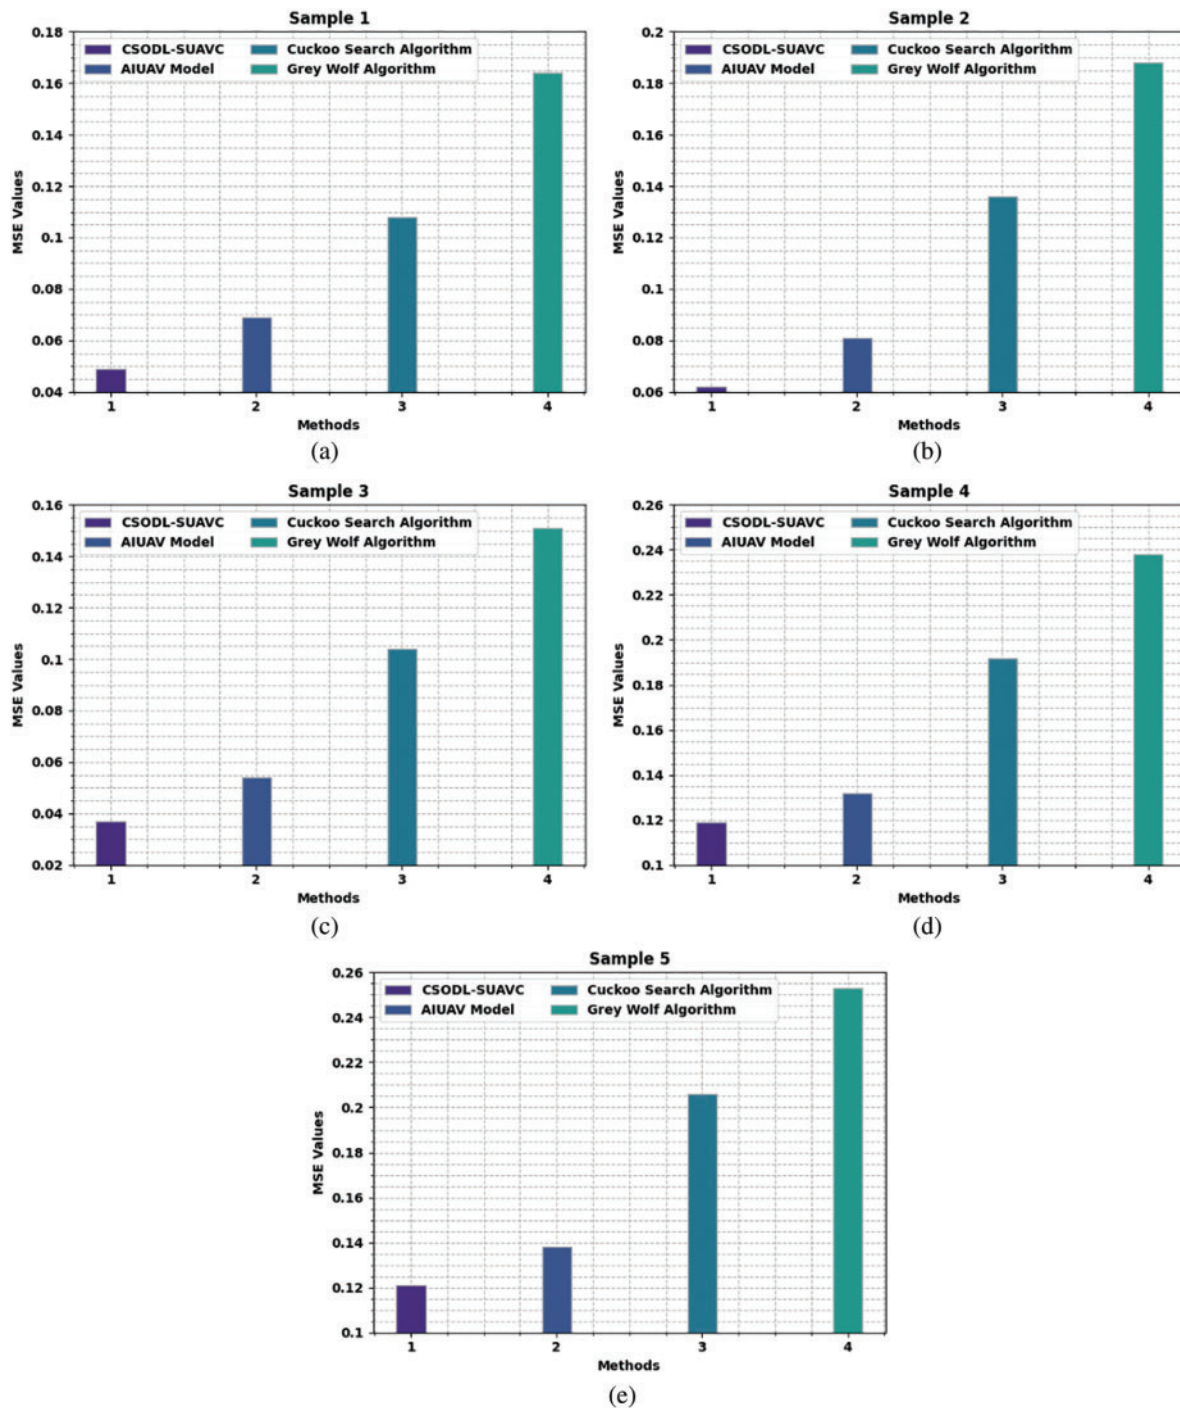 Sample 1
CSODL-SUAVC Cuckoo Search Algorithm
AIUAV Model Grey Wolf Algorithm
0.18
0.16
0.14
0.12
0.1
0.08
0.06
0.04
MSE Values
1 2 3 4
Methods
(a)
Sample 2
CSODL-SUAVC Cuckoo Search Algorithm
AIUAV Model Grey Wolf Algorithm
0.2
0.18
0.16
0.14
0.12
0.1
0.08
0.06
MSE Values
1 2 3 4
Methods
(b)
Sample 3
CSODL-SUAVC Cuckoo Search Algorithm
AIUAV Model Grey Wolf Algorithm
0.16
0.14
0.12
0.1
0.08
0.06
0.04
0.02
MSE Values
1 2 3 4
Methods
(c)
Sample 4
CSODL-SUAVC Cuckoo Search Algorithm
AIUAV Model Grey Wolf Algorithm
0.26
0.24
0.22
0.2
0.18
0.16
0.14
0.12
0.1
MSE Values
1 2 3 4
Methods
(d)
Sample 5
CSODL-SUAVC Cuckoo Search Algorithm
AIUAV Model Grey Wolf Algorithm
0.26
0.24
0.22
0.2
0.18
0.16
0.14
0.12
0.1
MSE Values
1 2 3 4
Methods
(e)